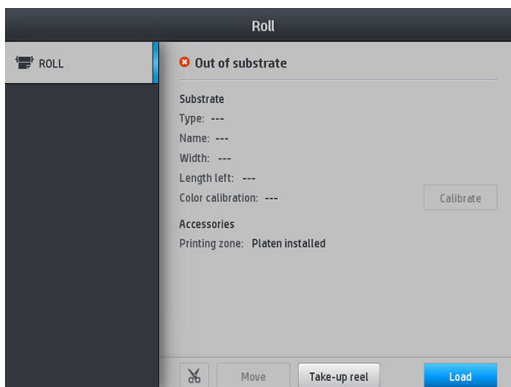 Roll
ROLL
Out of substrate
Substrate
Type: ---
Name: ---
Width: ---
Length left: ---
Color calibration: ---
Calibrate
Accessories
Printing zone: Platen installed
Move
Take-up reel
Load